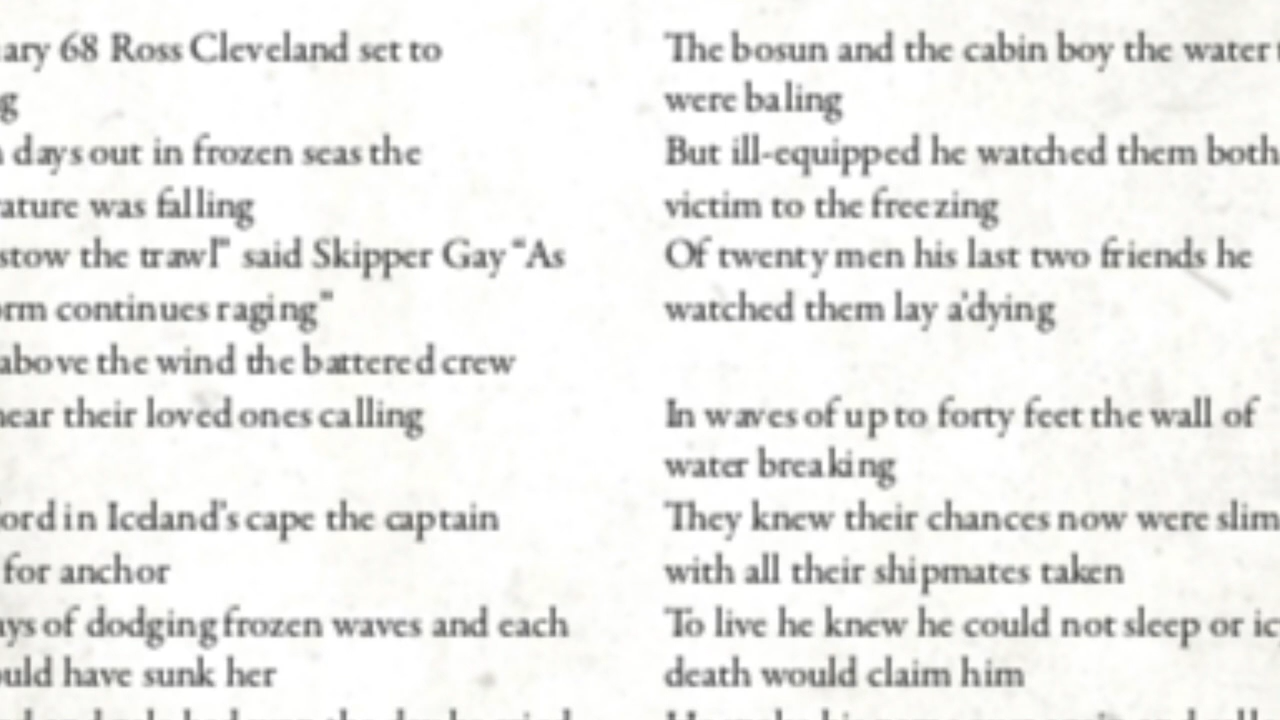 ary 68 Ross Cleveland set to
g
days out in frozen seas the
ature was falling
stow the trawl" said Skipper Gay "As
rm continues raging"
above the wind the battered crew
near their loved ones calling

ord in Iceland's cape the captain
for anchor
ays of dodging frozen waves and each
ould have sunk her

The bosun and the cabin boy the water
were baling
But ill-equipped he watched them both
victim to the freezing
Of twenty men his last two friends he
watched them lay a'dying

In waves of up to forty feet the wall of
water breaking
They knew their chances now were slim
with all their shipmates taken
To live he knew he could not sleep or ic
death would claim him